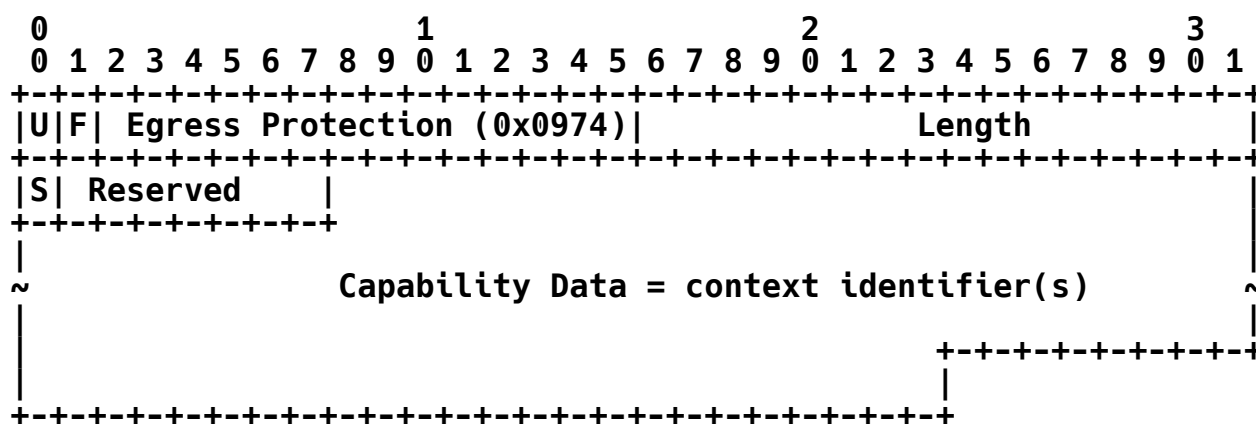 0                   1                   2                   3
 0 1 2 3 4 5 6 7 8 9 0 1 2 3 4 5 6 7 8 9 0 1 2 3 4 5 6 7 8 9 0 1
+-+-+-+-+-+-+-+-+-+-+-+-+-+-+-+-+-+-+-+-+-+-+-+-+-+-+-+-+-+-+-+-+
|U|F| Egress Protection (0x0974)|              Length           |
+-+-+-+-+-+-+-+-+-+-+-+-+-+-+-+-+-+-+-+-+-+-+-+-+-+-+-+-+-+-+-+-+
|S| Reserved    |                                               |
+-+-+-+-+-+-+-+-+                                               |
|                                                               |
~                Capability Data = context identifier(s)        ~
|                                                               |
|                                               +-+-+-+-+-+-+-+-+
|                                               |
+-+-+-+-+-+-+-+-+-+-+-+-+-+-+-+-+-+-+-+-+-+-+-+-+